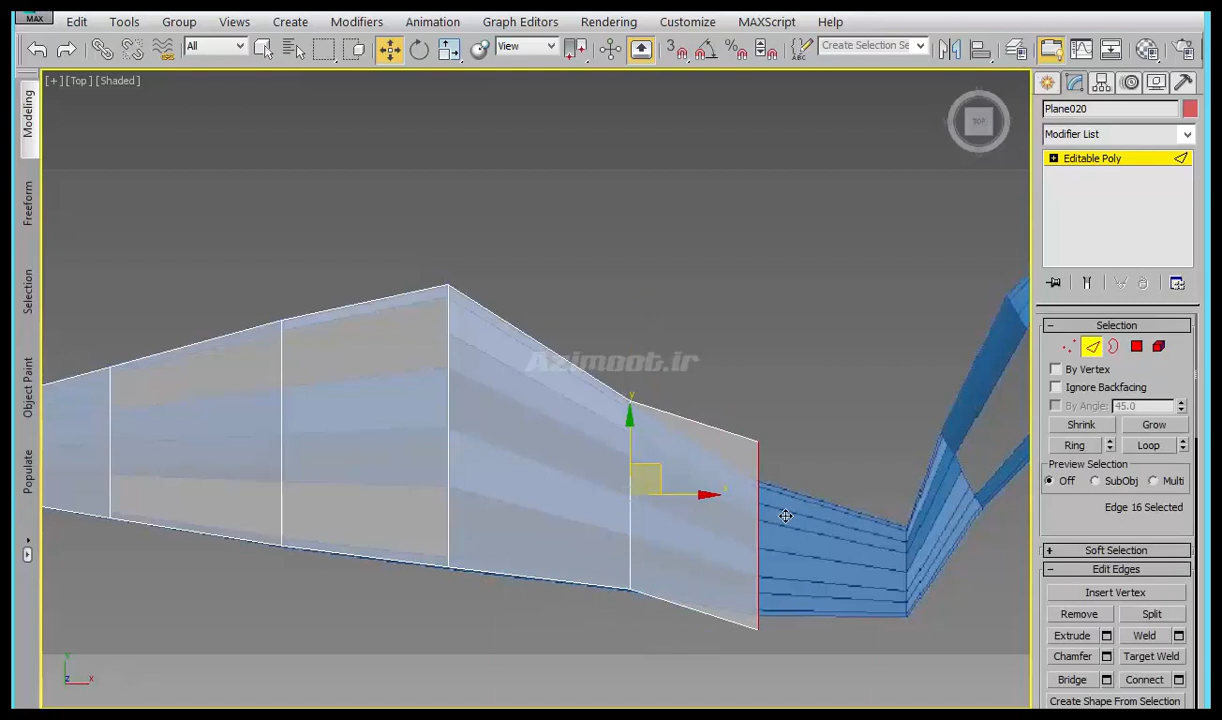 MAX
Edit Tools Group Views Create Modifiers Animation Graph Editors Rendering Customize MAXScript Help
All View 3 Create Selection Se
[+] [Top] [Shaded]
Modeling
Freeform
Selection
Object Paint
Populate
TOP
Azimoot.ir
y
x
y
z x
Plane020
Modifier List
Editable Poly
Selection
By Vertex
Ignore Backfacing
By Angle: 45.0
Shrink Grow
Ring Loop
Preview Selection
Off SubObj Multi
Edge 16 Selected
Soft Selection
Edit Edges
Insert Vertex
Remove Split
Extrude Weld
Chamfer Target Weld
Bridge Connect
Create Shape From Selection